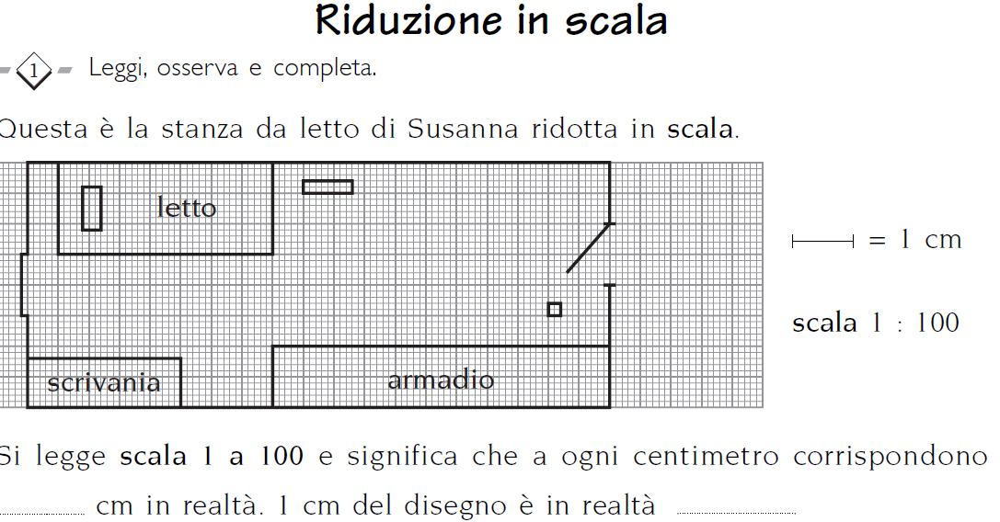 Riduzione in scala
1 Leggi, osserva e completa.
Questa è la stanza da letto di Susanna ridotta in scala.
letto
= 1 cm
scala 1 : 100
scrivania
armadio
Si legge scala 1 a 100 e significa che a ogni centimetro corrispondono
.................. cm in realtà. 1 cm del disegno è in realtà ..........................